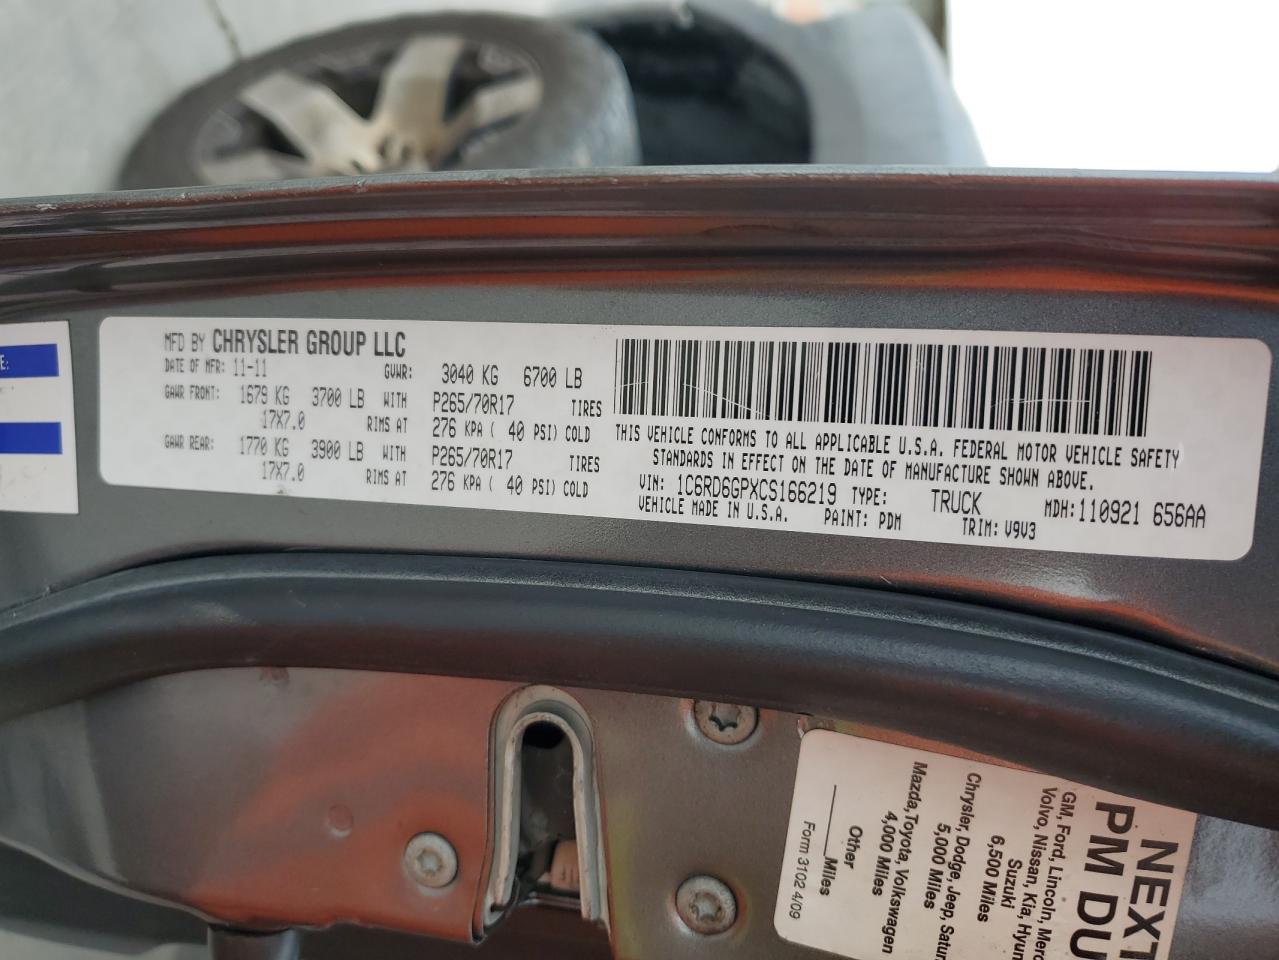 E:
MFD BY CHRYSLER GROUP LLC
DATE OF MFR: 11-11 GVWR: 3040 KG 6700 LB
GAWR FRONT: 1679 KG 3700 LB WITH P265/70R17 TIRES
17X7.0 RIMS AT 276 KPA ( 40 PSI) COLD
GAWR REAR: 1770 KG 3900 LB WITH P265/70R17 TIRES
17X7.0 RIMS AT 276 KPA ( 40 PSI) COLD
THIS VEHICLE CONFORMS TO ALL APPLICABLE U.S.A. FEDERAL MOTOR VEHICLE SAFETY
STANDARDS IN EFFECT ON THE DATE OF MANUFACTURE SHOWN ABOVE.
VIN: 1C6RD6GPXCS166219 TYPE: TRUCK MDH:110921 656AA
VEHICLE MADE IN U.S.A. PAINT: PDM TRIM: V9V3
NEXT
PM DU
GM, Ford, Lincoln, Merc
Volvo, Nissan, Kia, Hyun
Suzuki
6,500 Miles
Chrysler, Dodge, Jeep, Satur
5,000 Miles
Mazda,Toyota, Volkswagen
4,000 Miles
Other
____Miles
Form 3102 4/09